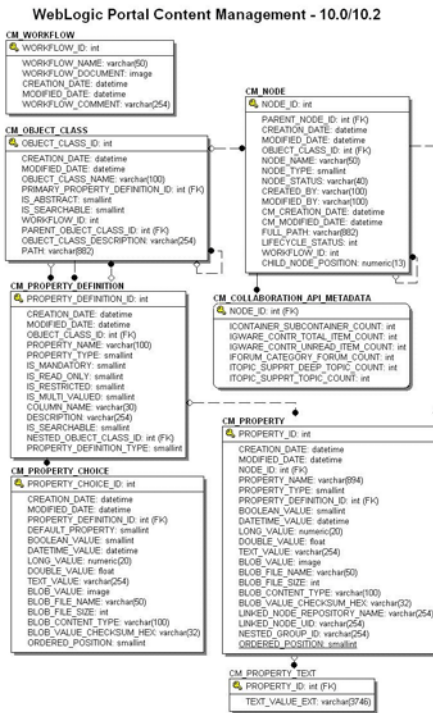 WebLogic Portal Content Management - 10.0/10.2
CM_WORKFLOW
WORKFLOW_ID: int
WORKFLOW_NAME: varchar(50)
WORKFLOW_DOCUMENT: image
CREATION_DATE: datetime
MODIFIED_DATE: datetime
WORKFLOW_COMMENT: varchar(254)
CM_OBJECT_CLASS
OBJECT_CLASS_ID: int
CREATION_DATE: datetime
MODIFIED_DATE: datetime
OBJECT_CLASS_NAME: varchar(100)
PRIMARY_PROPERTY_DEFINITION_ID: int (FK)
IS_ABSTRACT: smallint
IS_SEARCHABLE: smallint
WORKFLOW_ID: int
PARENT_OBJECT_CLASS_ID: int (FK)
OBJECT_CLASS_DESCRIPTION: varchar(254)
PATH: varchar(882)
CM_NODE
NODE_ID: int
PARENT_NODE_ID: int (FK)
CREATION_DATE: datetime
MODIFIED_DATE: datetime
OBJECT_CLASS_ID: int (FK)
NODE_NAME: varchar(50)
NODE_TYPE: smallint
NODE_STATUS: varchar(40)
CREATED_BY: varchar(100)
MODIFIED_BY: varchar(100)
CM_CREATION_DATE: datetime
CM_MODIFIED_DATE: datetime
FULL_PATH: varchar(882)
LIFECYCLE_STATUS: int
WORKFLOW_ID: int
CHILD_NODE_POSITION: numeric(13)
CM_PROPERTY_DEFINITION
PROPERTY_DEFINITION_ID: int
CREATION_DATE: datetime
MODIFIED_DATE: datetime
OBJECT_CLASS_ID: int (FK)
PROPERTY_NAME: varchar(100)
PROPERTY_TYPE: smallint
IS_MANDATORY: smallint
IS_READ_ONLY: smallint
IS_RESTRICTED: smallint
IS_MULTI_VALUED: smallint
COLUMN_NAME: varchar(30)
DESCRIPTION: varchar(254)
IS_SEARCHABLE: smallint
NESTED_OBJECT_CLASS_ID: int (FK)
PROPERTY_DEFINITION_TYPE: smallint
CM_COLLABORATION_API_METADATA
NODE_ID: int (FK)
ICONTAINER_SUBCONTAINER_COUNT: int
IGWARE_CONTR_TOTAL_ITEM_COUNT: int
IGWARE_CONTR_UNREAD_ITEM_COUNT: int
IFORUM_CATEGORY_FORUM_COUNT: int
ITOPIC_SUPPRT_DEEP_TOPIC_COUNT: int
ITOPIC_SUPPRT_TOPIC_COUNT: int
CM_PROPERTY_CHOICE
PROPERTY_CHOICE_ID: int
CREATION_DATE: datetime
MODIFIED_DATE: datetime
PROPERTY_DEFINITION_ID: int (FK)
DEFAULT_PROPERTY: smallint
BOOLEAN_VALUE: smallint
DATETIME_VALUE: datetime
LONG_VALUE: numeric(20)
DOUBLE_VALUE: float
TEXT_VALUE: varchar(254)
BLOB_VALUE: image
BLOB_FILE_NAME: varchar(50)
BLOB_FILE_SIZE: int
BLOB_CONTENT_TYPE: varchar(100)
BLOB_VALUE_CHECKSUM_HEX: varchar(32)
ORDERED_POSITION: smallint
CM_PROPERTY
PROPERTY_ID: int
CREATION_DATE: datetime
MODIFIED_DATE: datetime
NODE_ID: int (FK)
PROPERTY_NAME: varchar(894)
PROPERTY_TYPE: smallint
PROPERTY_DEFINITION_ID: int (FK)
BOOLEAN_VALUE: smallint
DATETIME_VALUE: datetime
LONG_VALUE: numeric(20)
DOUBLE_VALUE: float
TEXT_VALUE: varchar(254)
BLOB_VALUE: image
BLOB_FILE_NAME: varchar(50)
BLOB_FILE_SIZE: int
BLOB_CONTENT_TYPE: varchar(100)
BLOB_VALUE_CHECKSUM_HEX: varchar(32)
LINKED_NODE_REPOSITORY_NAME: varchar(254)
LINKED_NODE_UID: varchar(254)
NESTED_GROUP_ID: varchar(254)
ORDERED_POSITION: smallint
CM_PROPERTY_TEXT
PROPERTY_ID: int (FK)
TEXT_VALUE_EXT: varchar(3746)